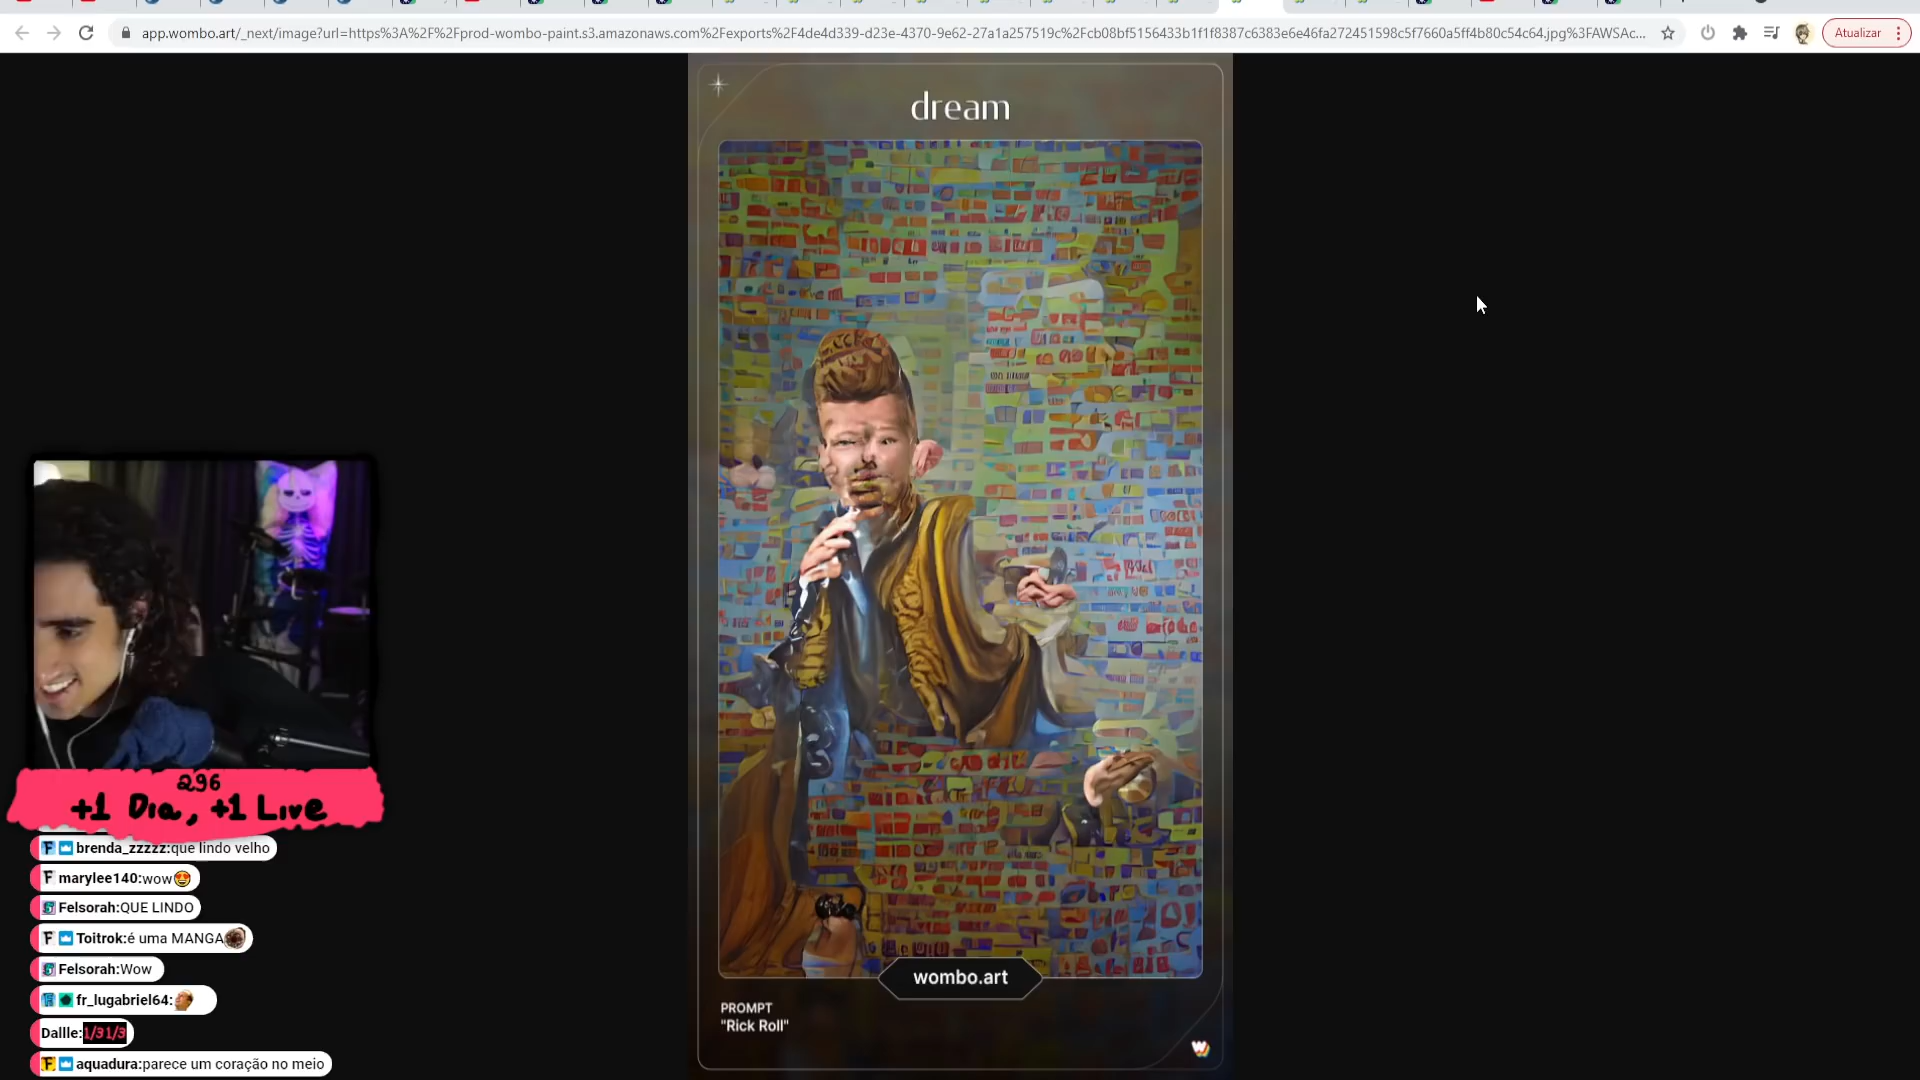 app.wombo.art/_next/image?url=https%3A%2F%2Fprod-wombo-paint.s3.amazonaws.com%2Fexports%2F4de4d339-d23e-4370-9e62-27a1a257519c%2Fcb08bf5156433b1f1f8387c6383e6e46fa272451598c5f7660a5ff4b80c54c64.jpg%3FAWSAc...
Atualizar
dream
296
+1 Dia, +1 Live
brenda_zzzzz:que lindo velho
marylee140:wow😍
Felsorah:QUE LINDO
Toitrok:é uma MANGA
Felsorah:Wow
fr_lugabriel64:
Dallle:1/31/3
aquadura:parece um coração no meio
wombo.art
PROMPT
"Rick Roll"